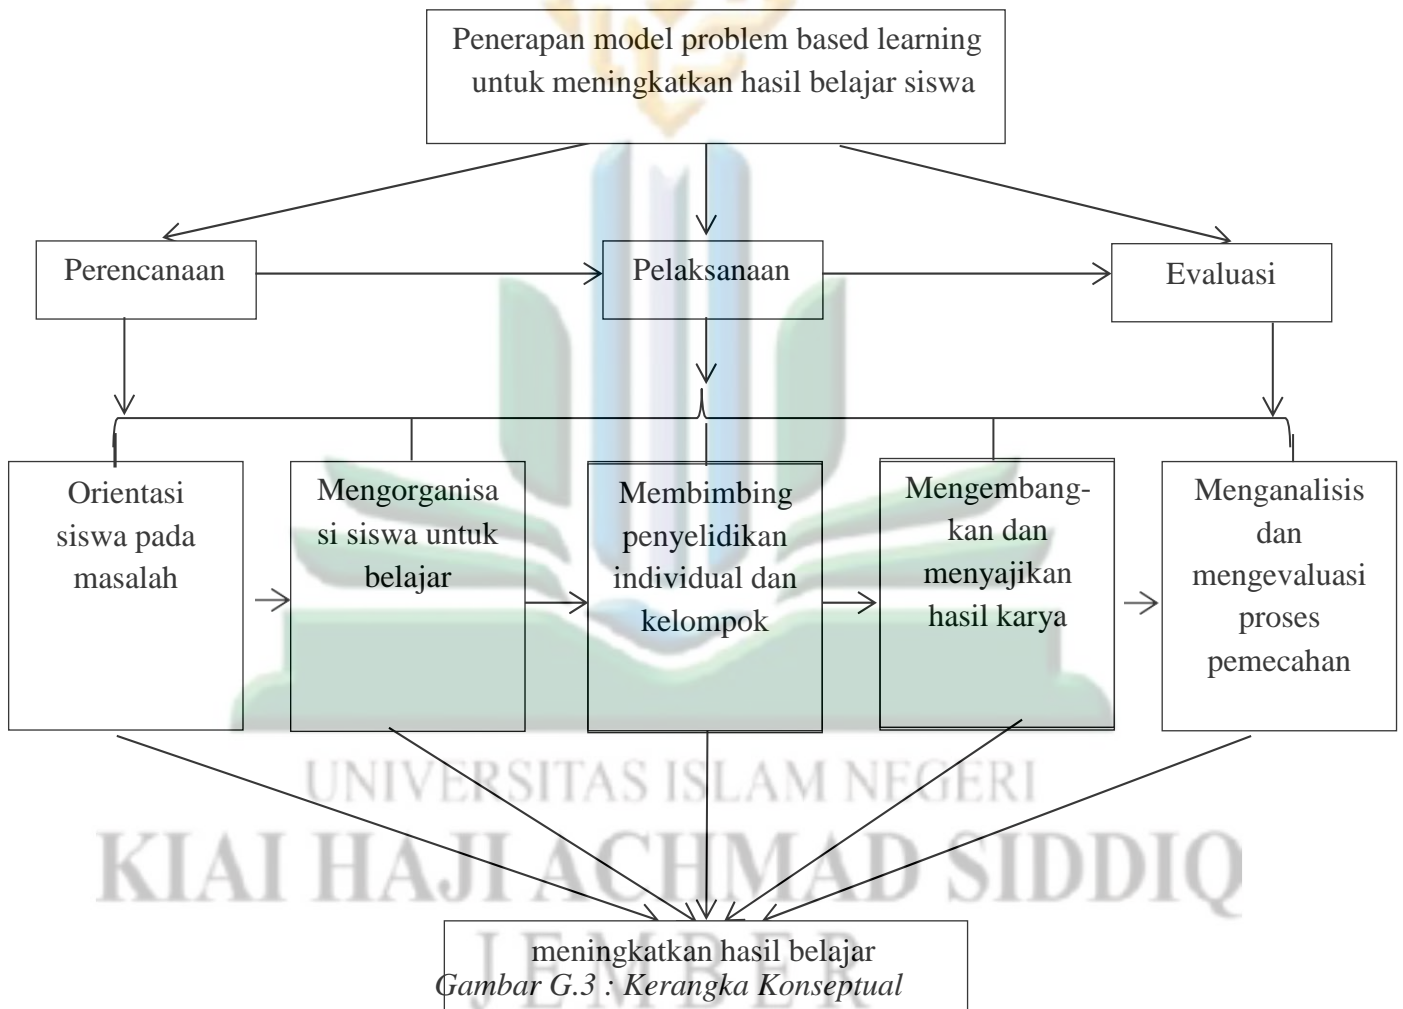 Penerapan model problem based learning
untuk meningkatkan hasil belajar siswa
Perencanaan
Pelaksanaan
Evaluasi
Orientasi
siswa pada
masalah
Mengorganisa
si siswa untuk
belajar
Membimbing
penyelidikan
individual dan
kelompok
Mengembang-
kan dan
menyajikan
hasil karya
Menganalisis
dan
mengevaluasi
proses
pemecahan
UNIVERSITAS ISLAM NEGERI
KIAI HAJI ACHMAD SIDDIQ
JEMBER
meningkatkan hasil belajar
Gambar G.3 : Kerangka Konseptual